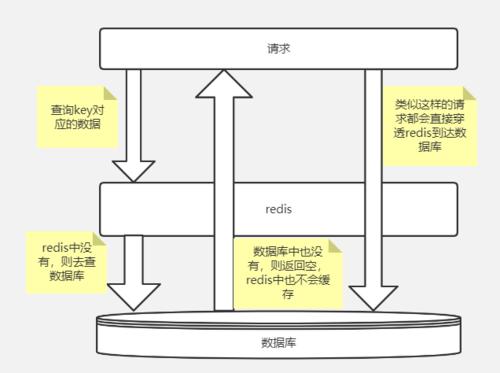 请求
查询key对
应的数据
类似这样的请
求都会直接穿
透redis到达数
据库
redis
redis中没
有，则去查
数据库
数据库中也没
有，则返回空，
redis中也不会缓
存
数据库